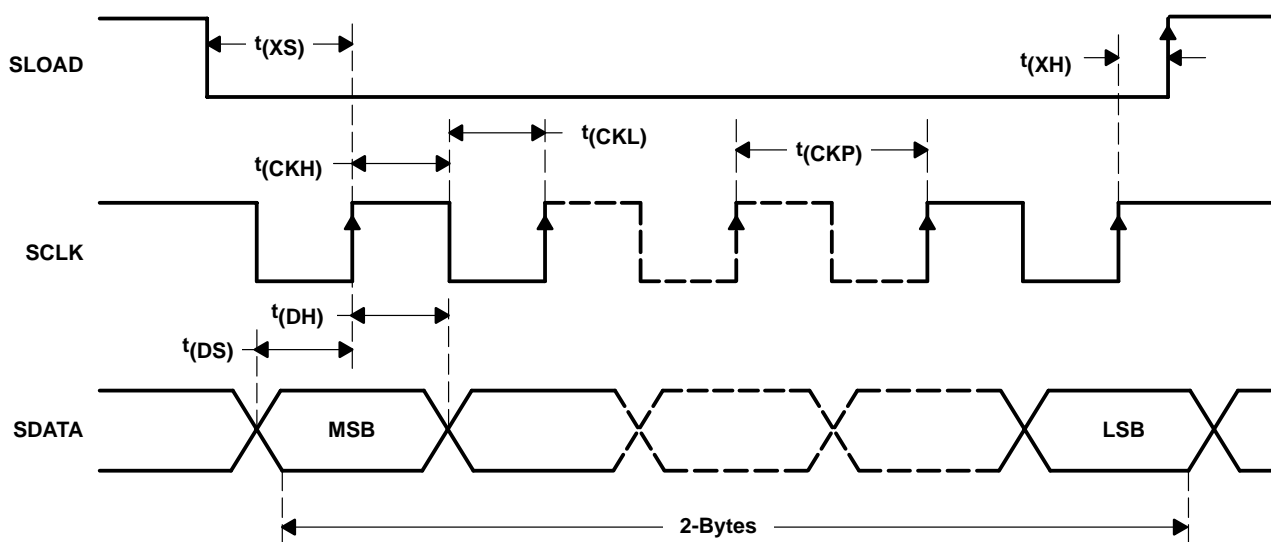 SLOAD
t(XS)
t(XH)
t(CKH)
t(CKL)
t(CKP)
SCLK
t(DH)
t(DS)
SDATA
MSB
LSB
2-Bytes